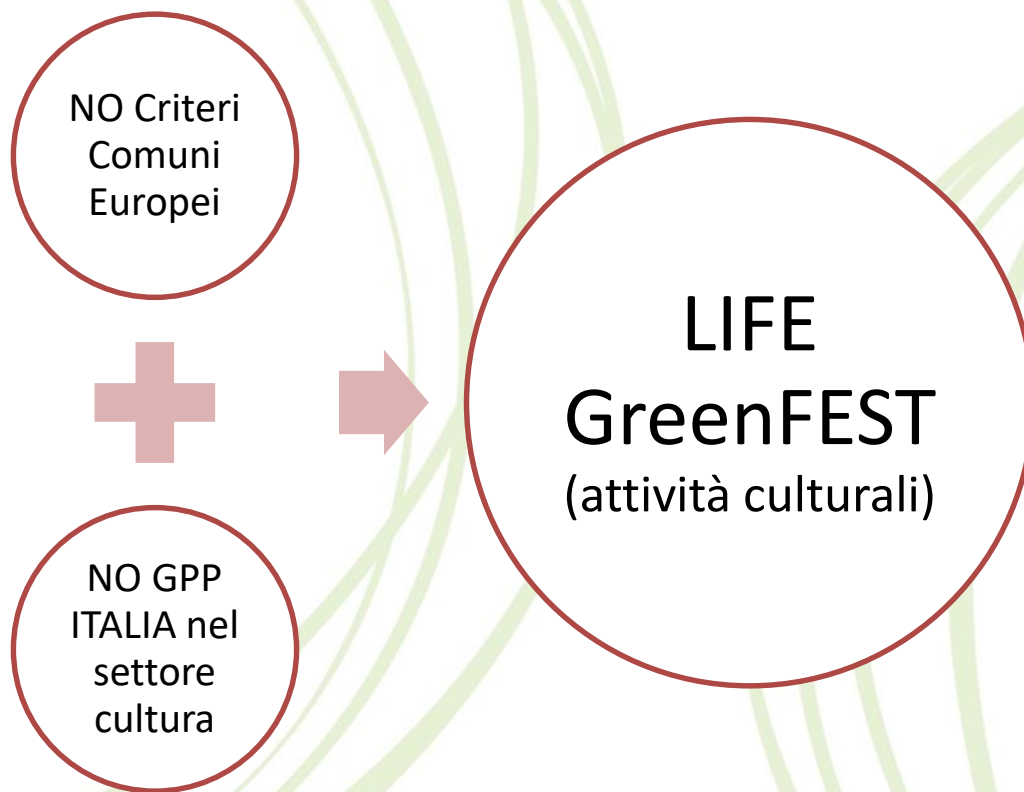 NO Criteri
Comuni
Europei
NO GPP
ITALIA nel
settore
cultura
LIFE
GreenFEST
(attività culturali)